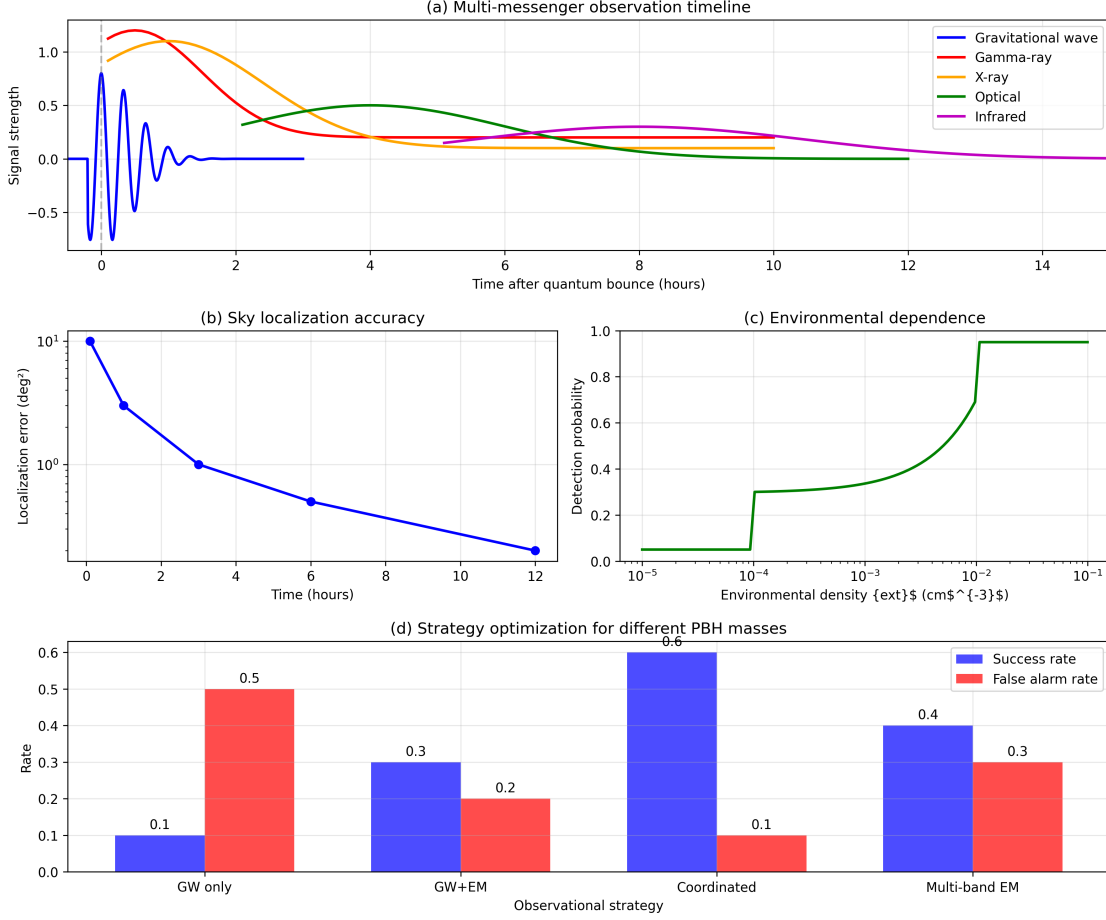 (a) Multi-messenger observation timeline
Signal strength
1.0
0.5
0.0
−0.5
Gravitational wave
Gamma-ray
X-ray
Optical
Infrared
0 2 4 6 8 10 12 14
Time after quantum bounce (hours)
(b) Sky localization accuracy
Localization error (deg²)
10¹
10⁰
0 2 4 6 8 10 12
Time (hours)
(c) Environmental dependence
Detection probability
1.0
0.8
0.6
0.4
0.2
0.0
10⁻⁵ 10⁻⁴ 10⁻³ 10⁻² 10⁻¹
Environmental density {ext}$ (cm$^{-3}$)
(d) Strategy optimization for different PBH masses
Rate
0.6
0.5
0.4
0.3
0.2
0.1
0.0
Success rate
False alarm rate
0.1 0.5 0.3 0.2 0.6 0.1 0.4 0.3
GW only GW+EM Coordinated Multi-band EM
Observational strategy